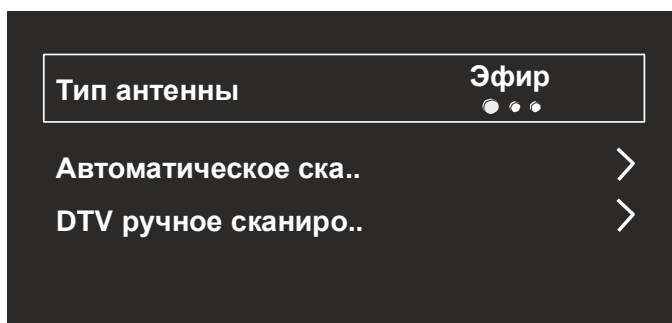 Тип антенны
Эфир
Автоматическое ска..
DTV ручное сканиро..